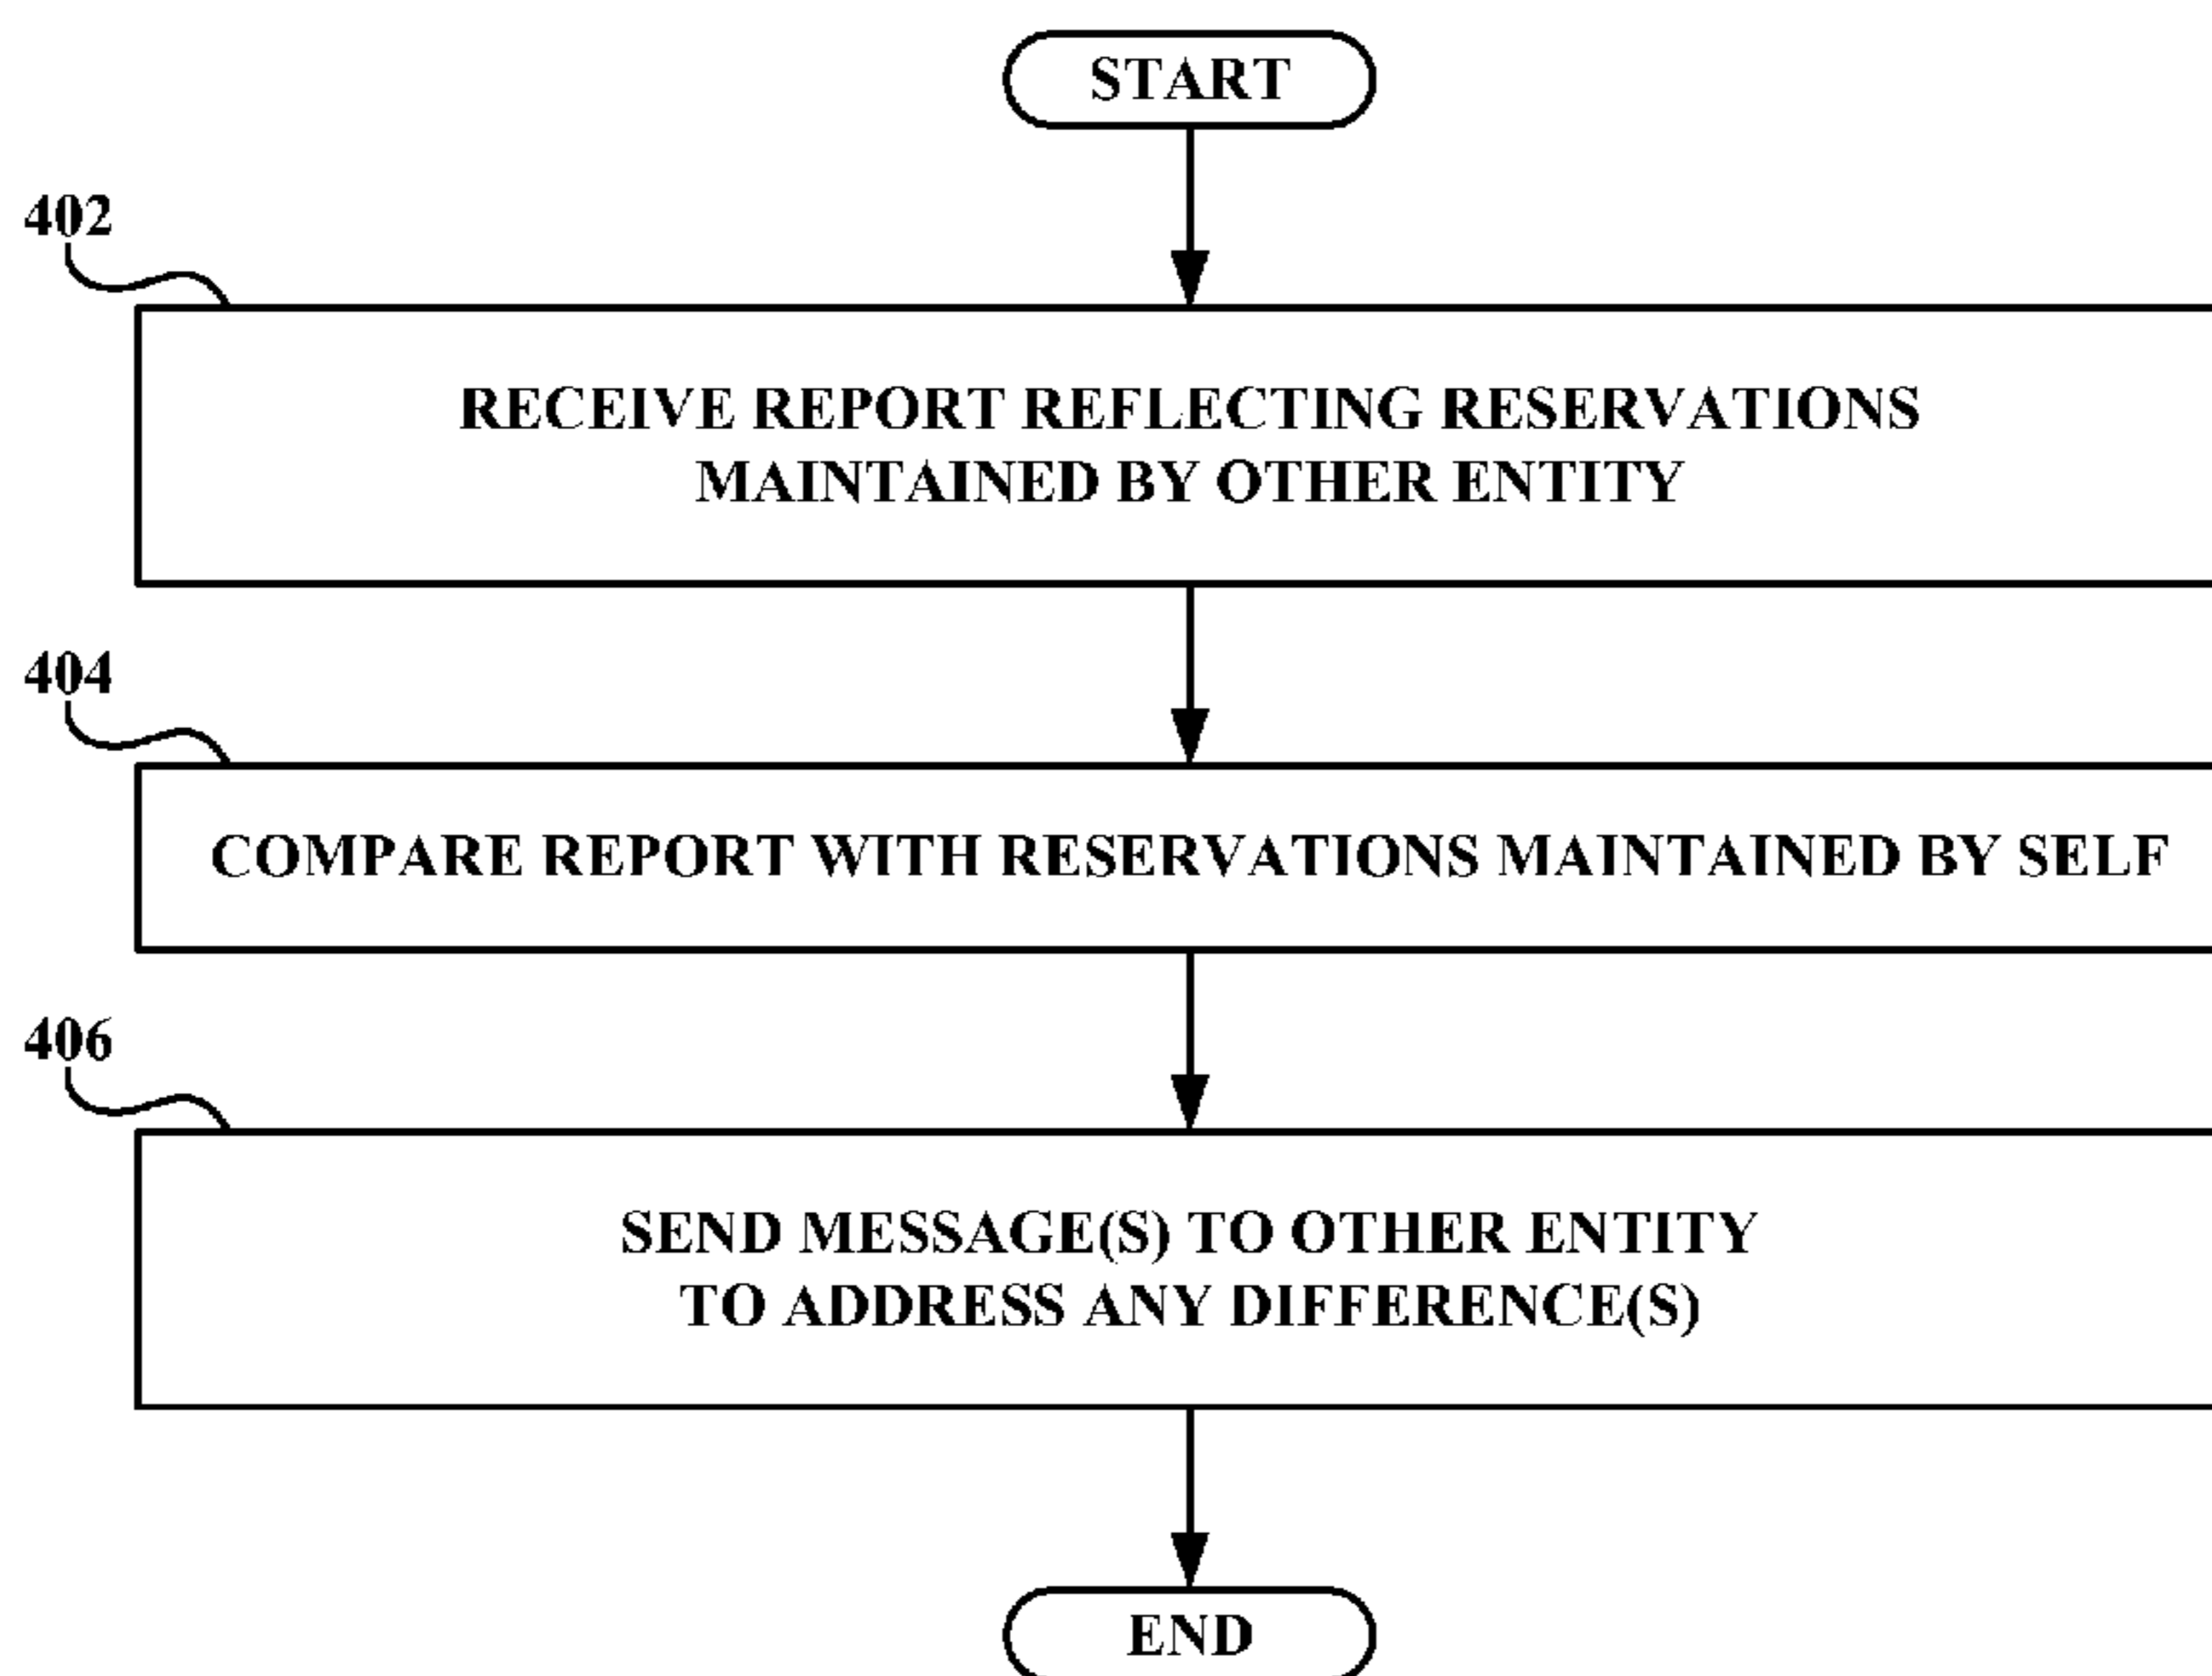 START
402
RECEIVE REPORT REFLECTING RESERVATIONS
MAINTAINED BY OTHER ENTITY
404
COMPARE REPORT WITH RESERVATIONS MAINTAINED BY SELF
406
SEND MESSAGE(S) TO OTHER ENTITY
TO ADDRESS ANY DIFFERENCE(S)
END